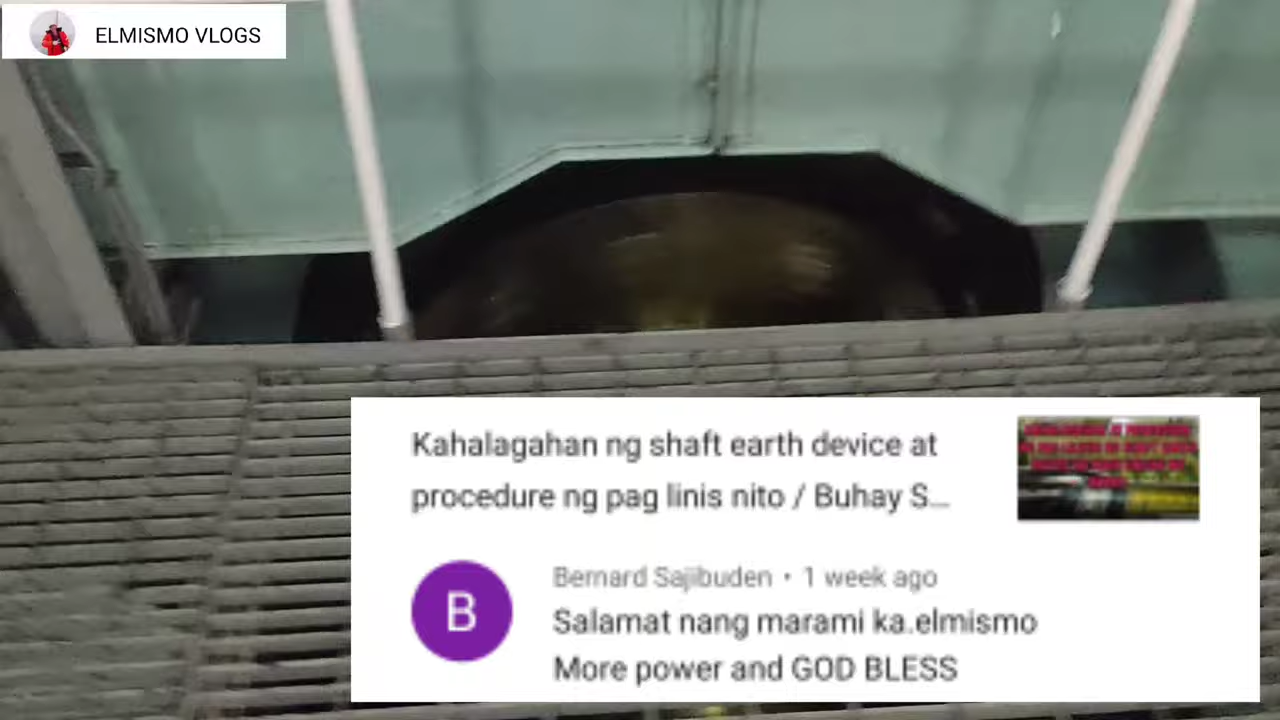 ELMISMO VLOGS
Kahalagahan ng shaft earth device at
procedure ng pag linis nito / Buhay S...
B
Bernard Sajibuden • 1 week ago
Salamat nang marami ka.elmismo
More power and GOD BLESS